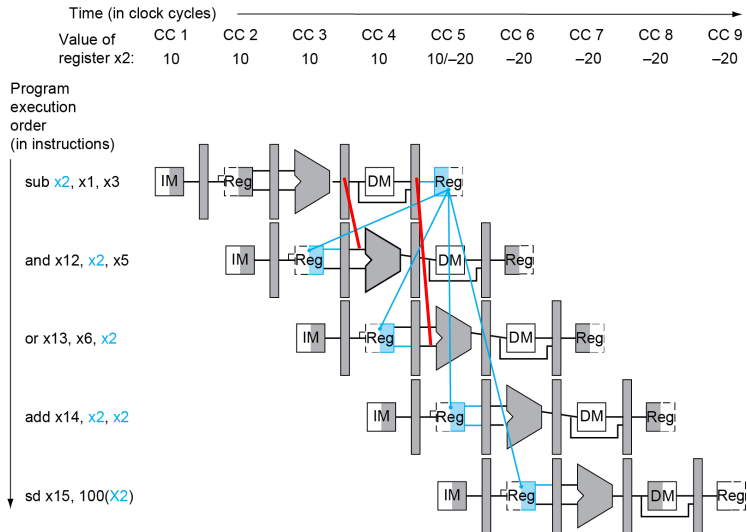 Time (in clock cycles)
CC 1 CC 2 CC 3 CC 4 CC 5 CC 6 CC 7 CC 8 CC 9
Value of
register x2: 10 10 10 10 10/–20 –20 –20 –20 –20
Program
execution
order
(in instructions)
sub x2, x1, x3 IM Reg DM Reg
and x12, x2, x5 IM Reg DM Reg
or x13, x6, x2 IM Reg DM Reg
add x14, x2, x2 IM Reg DM Reg
sd x15, 100(X2) IM Reg DM Reg